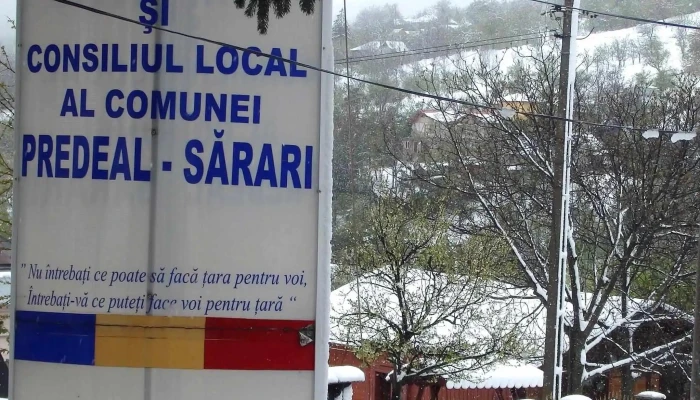 ŞI
CONSILIUL LOCAL
AL COMUNEI
PREDEAL - SĂRARI
"Nu întrebați ce poate să facă țara pentru voi,
Întrebați-vă ce puteți face voi pentru țară "